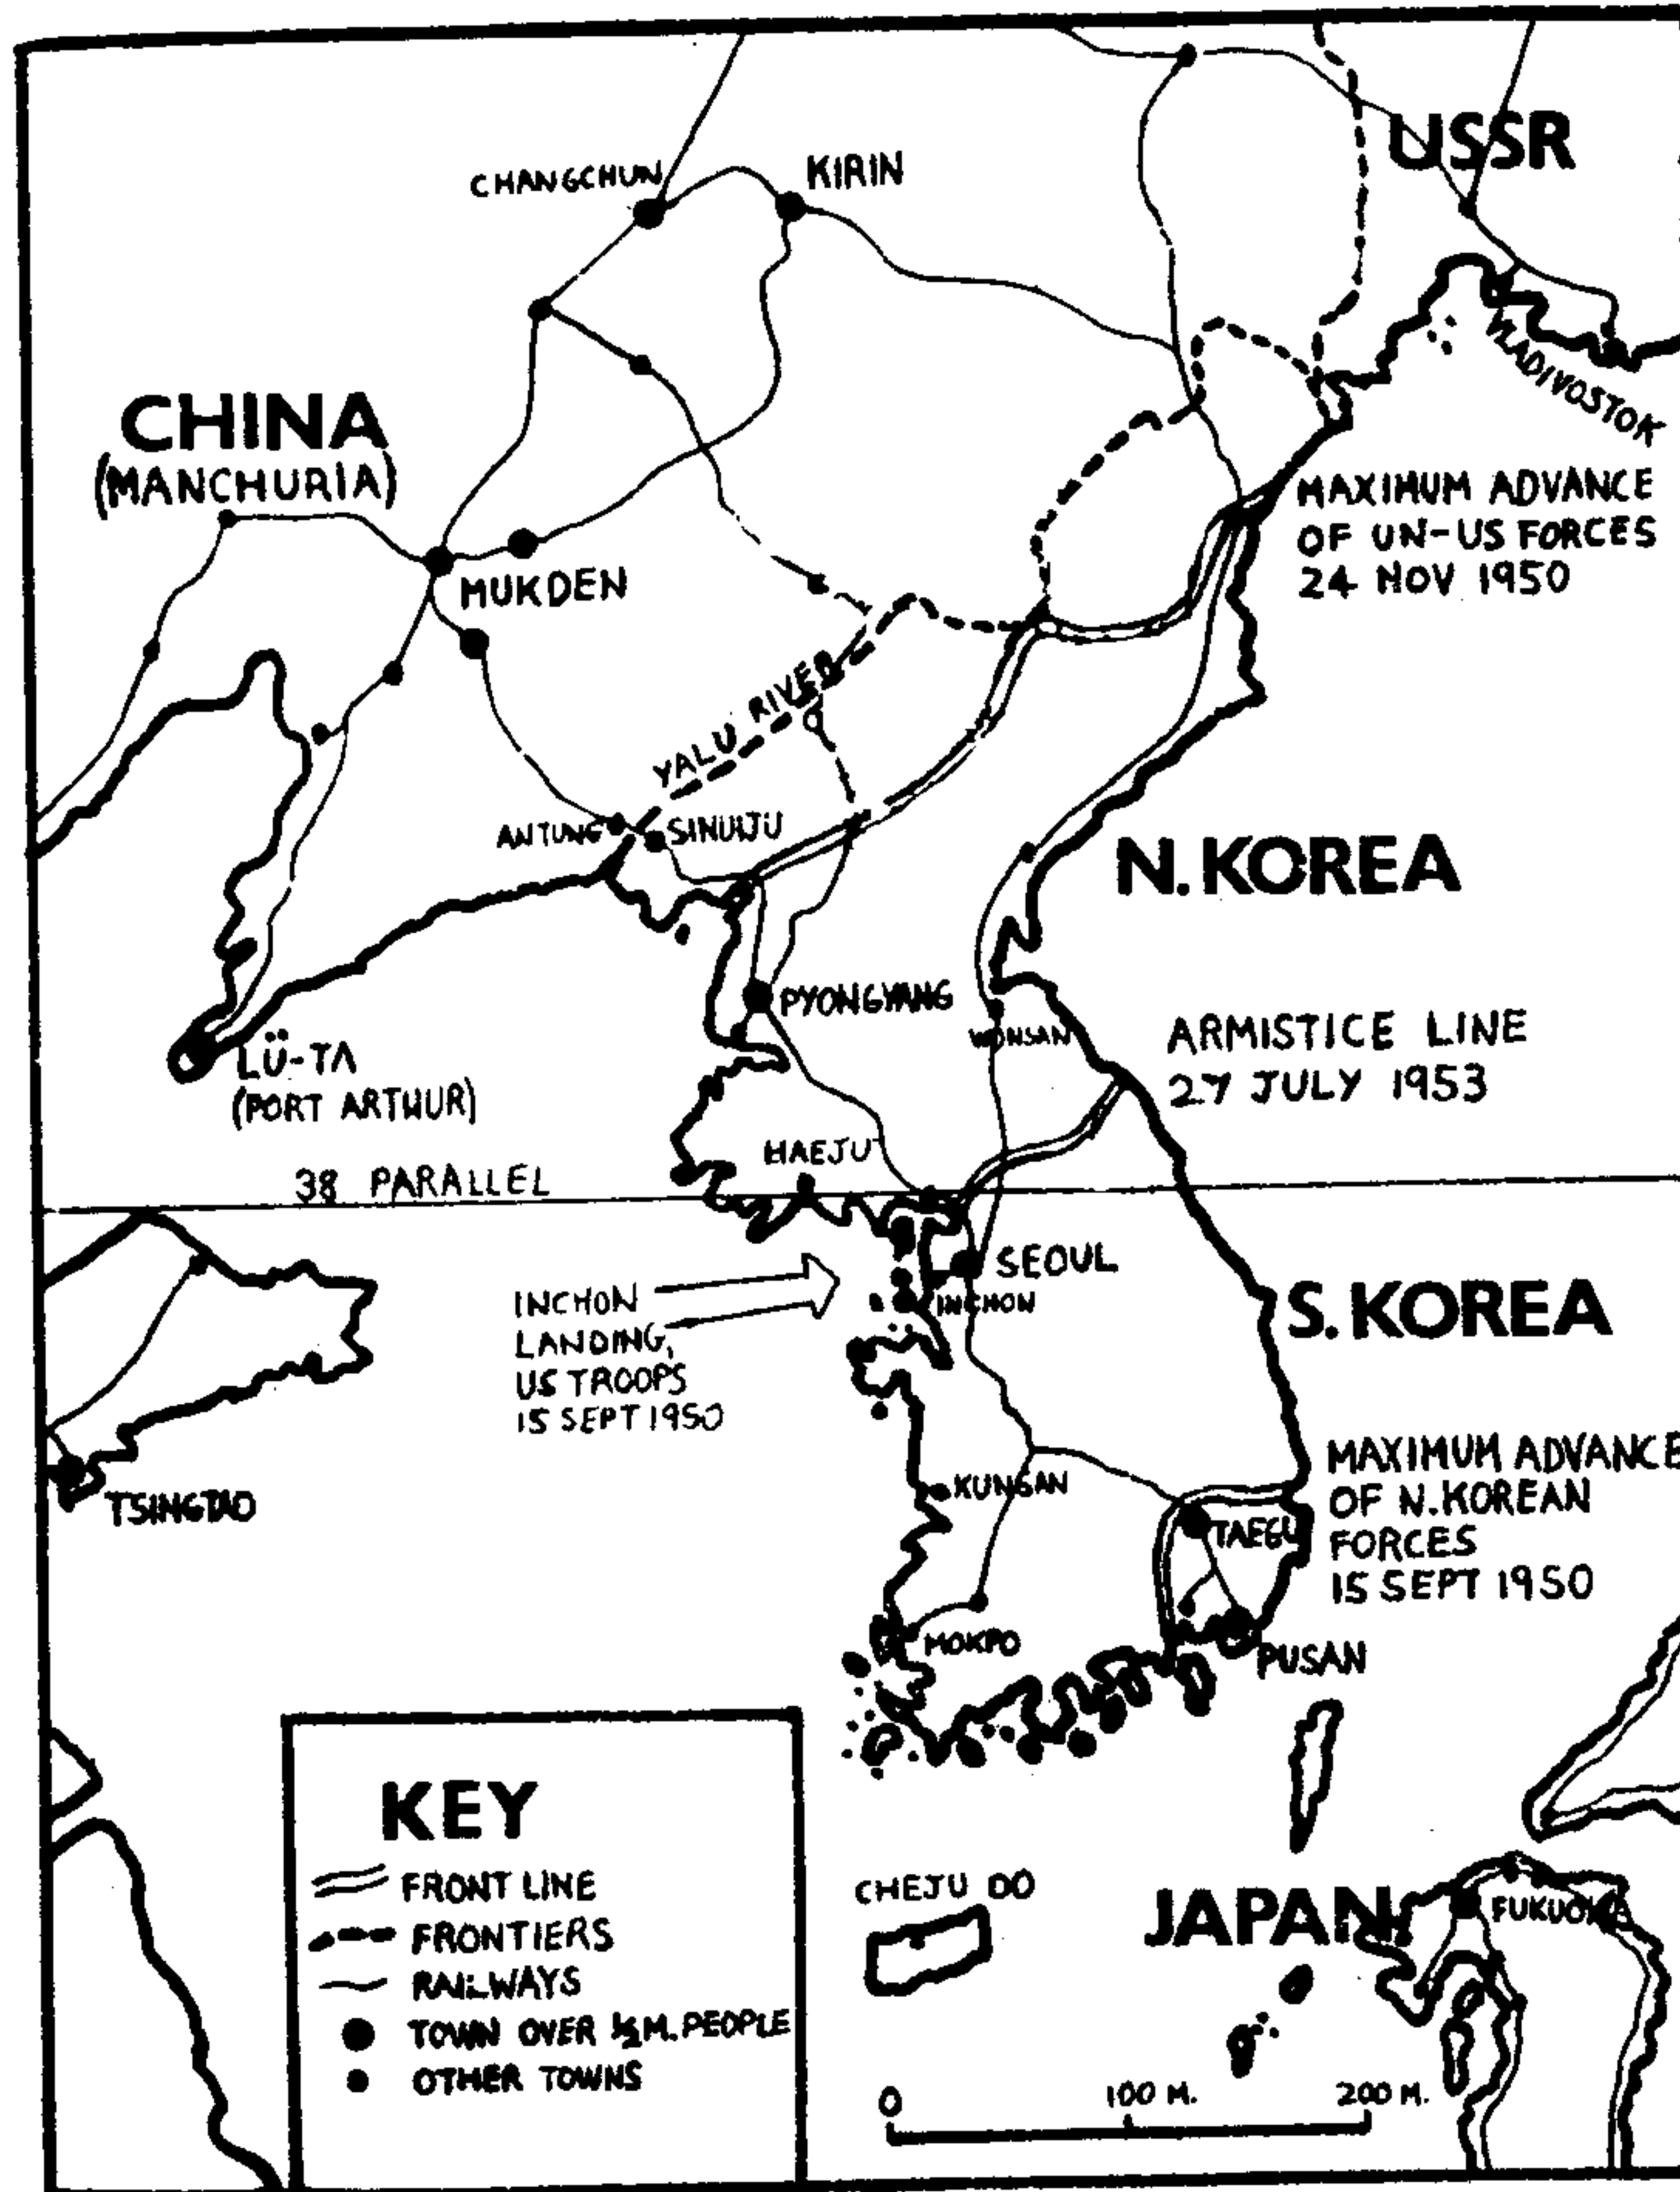 USSR
CHANGCHUN
KIRIN
VLADIVOSTOK
CHINA
(MANCHURIA)
MAXIMUM ADVANCE
OF UN-US FORCES
24 NOV 1950
MUKDEN
YALU RIVER
ANTUNG
SINUIJU
N. KOREA
PYONGYANG
WONSAN
ARMISTICE LINE
27 JULY 1953
LÜ-TA
(PORT ARTHUR)
HAEJU
38 PARALLEL
SEOUL
INCHON
INCHON
LANDING,
US TROOPS
15 SEPT 1950
S. KOREA
KUNSAN
MAXIMUM ADVANCE
OF N. KOREAN
FORCES
15 SEPT 1950
TSINGTAO
TAEGU
MOKPO
PUSAN
KEY
FRONT LINE
FRONTIERS
RAILWAYS
TOWN OVER ½M. PEOPLE
OTHER TOWNS
CHEJU DO
JAPAN
FUKUOKA
0 100 M. 200 M.